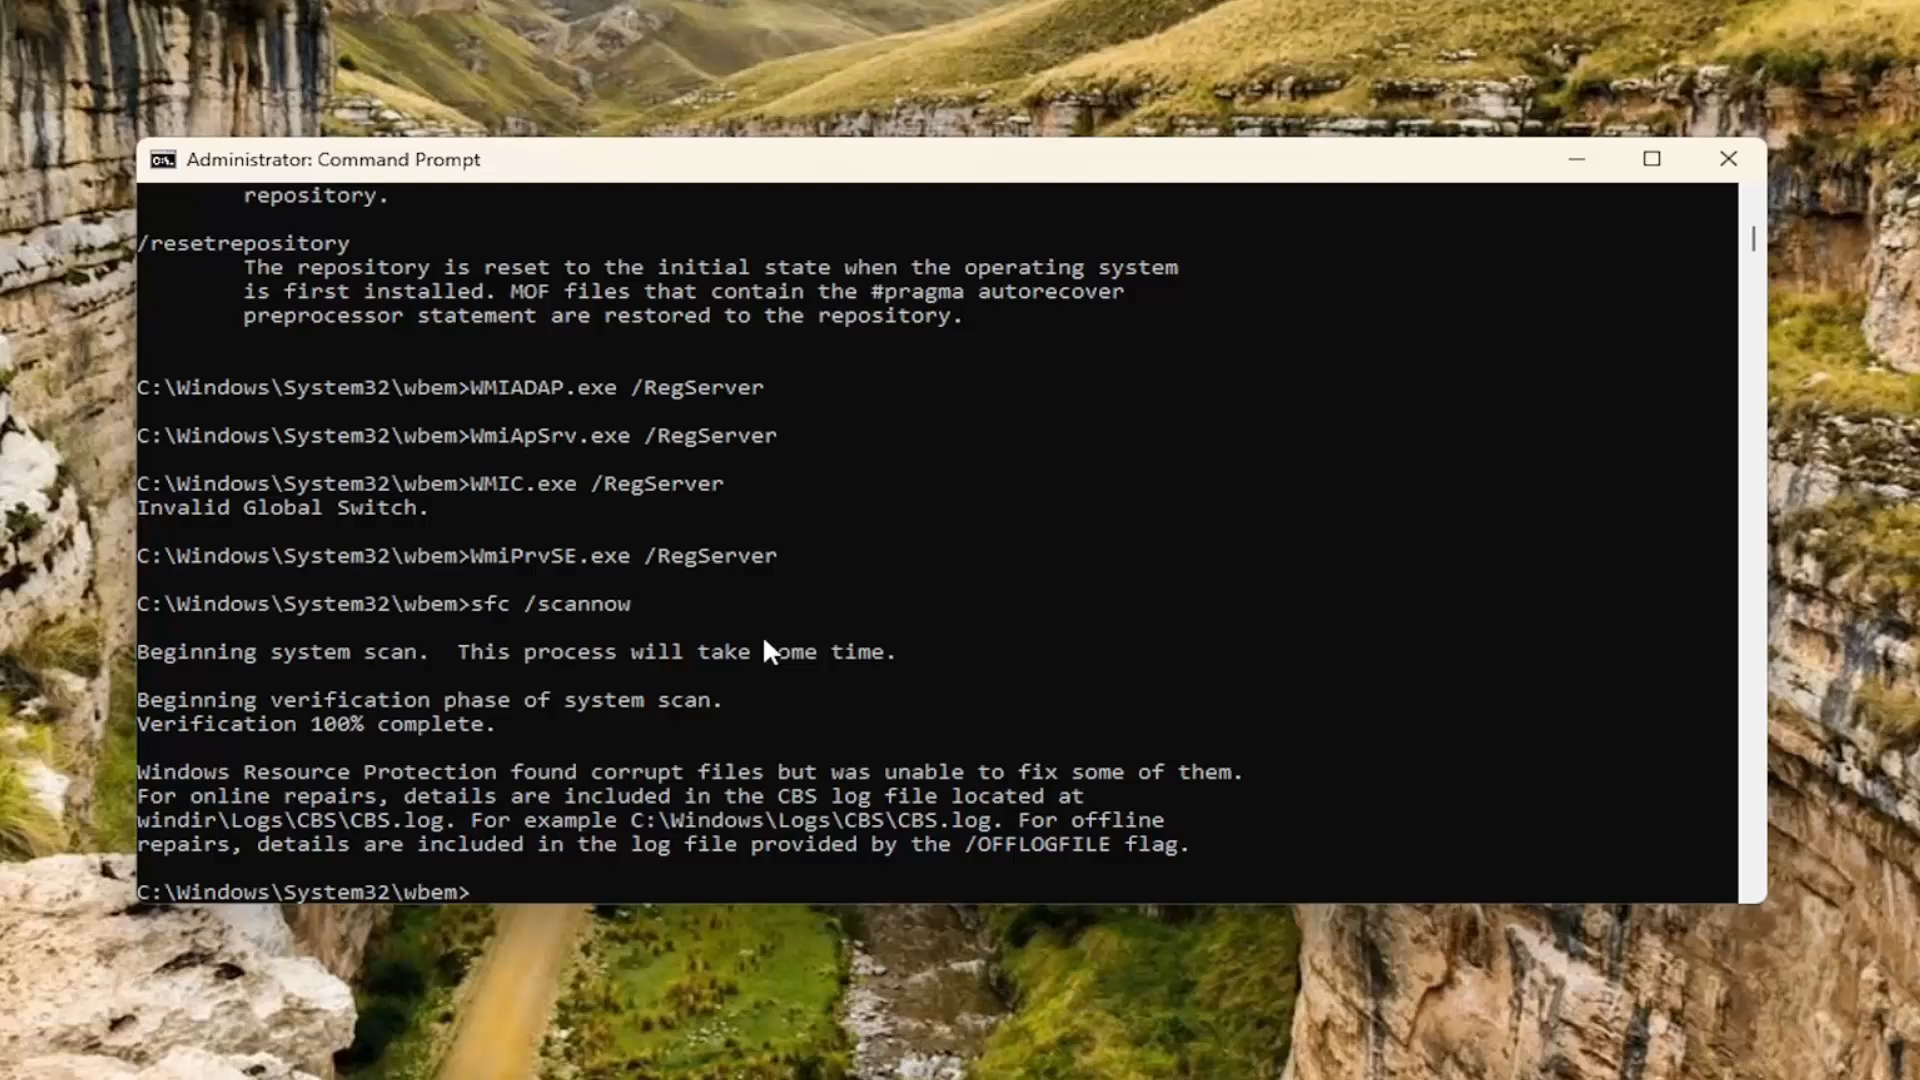 Administrator: Command Prompt
repository.
/resetrepository
The repository is reset to the initial state when the operating system
is first installed. MOF files that contain the #pragma autorecover
preprocessor statement are restored to the repository.
C:\Windows\System32\wbem>WMIADAP.exe /RegServer
C:\Windows\System32\wbem>WmiApSrv.exe /RegServer
C:\Windows\System32\wbem>WMIC.exe /RegServer
Invalid Global Switch.
C:\Windows\System32\wbem>WmiPrvSE.exe /RegServer
C:\Windows\System32\wbem>sfc /scannow
Beginning system scan.  This process will take some time.
Beginning verification phase of system scan.
Verification 100% complete.
Windows Resource Protection found corrupt files but was unable to fix some of them.
For online repairs, details are included in the CBS log file located at
windir\Logs\CBS\CBS.log. For example C:\Windows\Logs\CBS\CBS.log. For offline
repairs, details are included in the log file provided by the /OFFLOGFILE flag.
C:\Windows\System32\wbem>